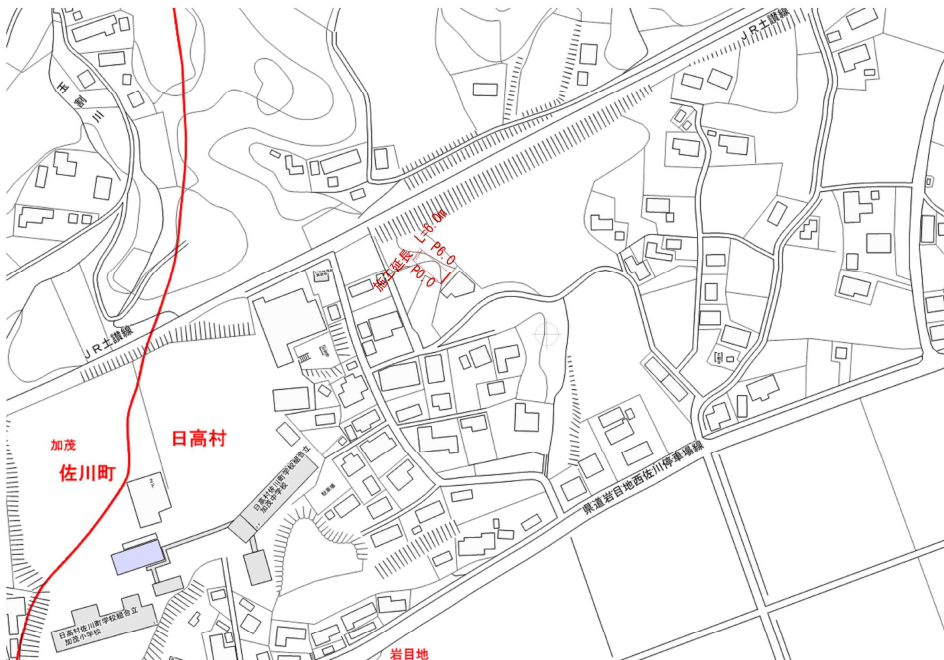 JR土讃線
玉割川
施工延長 L=6.0m
P6.0
P0.0
JR土讃線
日高村
加茂
佐川町
日高村佐川町学校組合立
加茂中学校
駐車場
県道岩目地西佐川停車場線
日高村佐川町学校組合立
加茂小学校
岩目地